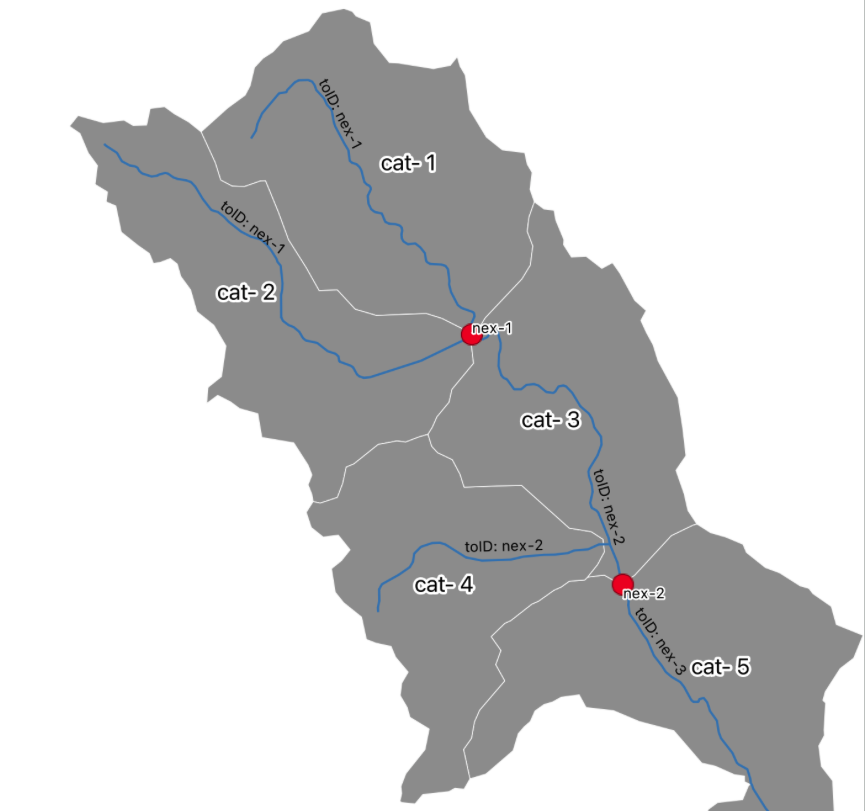 toID: nex-1
cat- 1
toID: nex-1
cat- 2
nex-1
cat- 3
toID: nex-2
toID: nex-2
cat- 4
nex-2
toID: nex-3
cat- 5